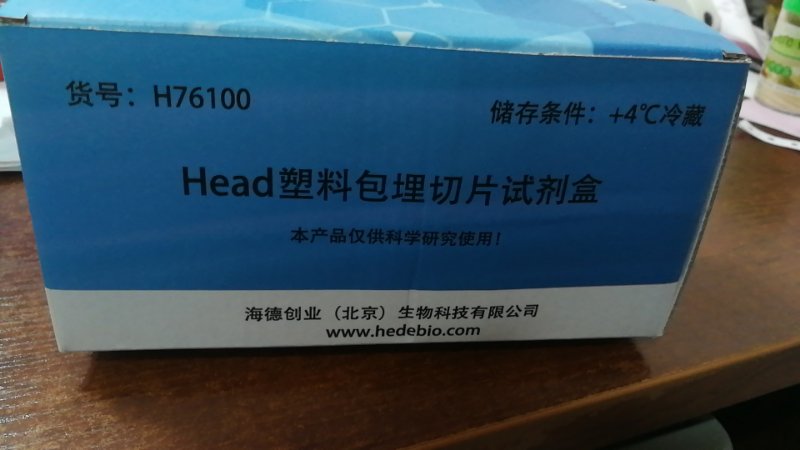 货号：H76100
储存条件：+4℃冷藏
Head塑料包埋切片试剂盒
本产品仅供科学研究使用！
海德创业（北京）生物科技有限公司
www.hedebio.com